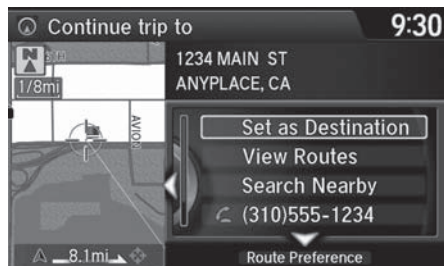 Continue trip to
9:30
N
1/8mi
AVION
8.1mi
1234 MAIN ST
ANYPLACE, CA
Set as Destination
View Routes
Search Nearby
(310)555-1234
Route Preference